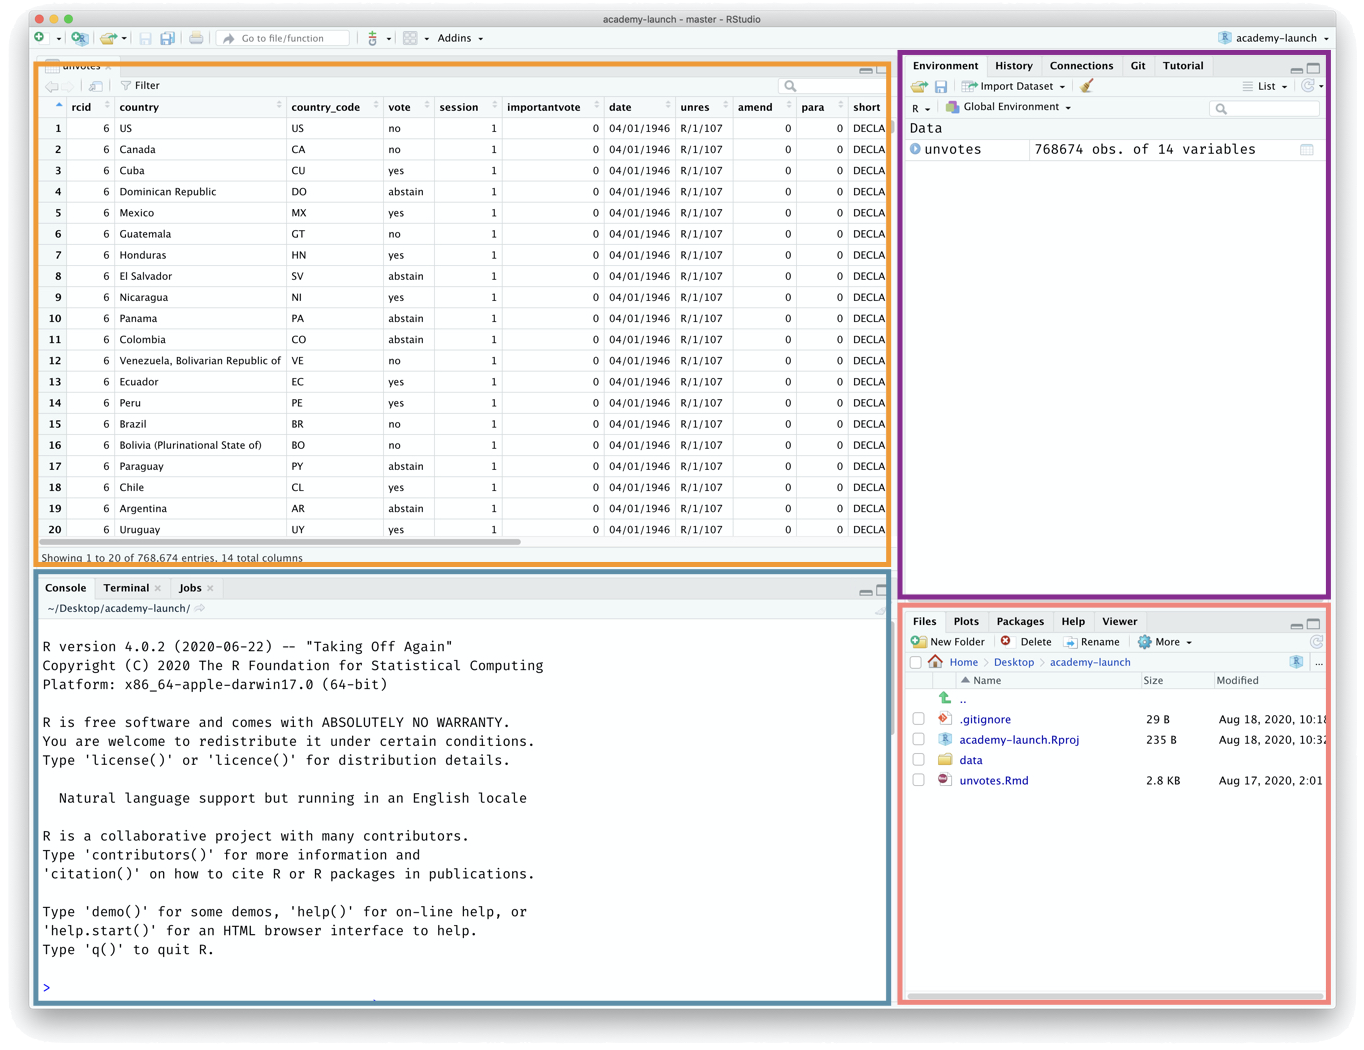 academy-launch - master - RStudio
Go to file/function
Addins
academy-launch
unvotes
Filter
rcid country country_code vote session importantvote date unres amend para short
1 6 US US no 1 0 04/01/1946 R/1/107 0 0 DECLA
2 6 Canada CA no 1 0 04/01/1946 R/1/107 0 0 DECLA
3 6 Cuba CU yes 1 0 04/01/1946 R/1/107 0 0 DECLA
4 6 Dominican Republic DO abstain 1 0 04/01/1946 R/1/107 0 0 DECLA
5 6 Mexico MX yes 1 0 04/01/1946 R/1/107 0 0 DECLA
6 6 Guatemala GT no 1 0 04/01/1946 R/1/107 0 0 DECLA
7 6 Honduras HN yes 1 0 04/01/1946 R/1/107 0 0 DECLA
8 6 El Salvador SV abstain 1 0 04/01/1946 R/1/107 0 0 DECLA
9 6 Nicaragua NI yes 1 0 04/01/1946 R/1/107 0 0 DECLA
10 6 Panama PA abstain 1 0 04/01/1946 R/1/107 0 0 DECLA
11 6 Colombia CO abstain 1 0 04/01/1946 R/1/107 0 0 DECLA
12 6 Venezuela, Bolivarian Republic of VE no 1 0 04/01/1946 R/1/107 0 0 DECLA
13 6 Ecuador EC yes 1 0 04/01/1946 R/1/107 0 0 DECLA
14 6 Peru PE yes 1 0 04/01/1946 R/1/107 0 0 DECLA
15 6 Brazil BR no 1 0 04/01/1946 R/1/107 0 0 DECLA
16 6 Bolivia (Plurinational State of) BO no 1 0 04/01/1946 R/1/107 0 0 DECLA
17 6 Paraguay PY abstain 1 0 04/01/1946 R/1/107 0 0 DECLA
18 6 Chile CL yes 1 0 04/01/1946 R/1/107 0 0 DECLA
19 6 Argentina AR abstain 1 0 04/01/1946 R/1/107 0 0 DECLA
20 6 Uruguay UY yes 1 0 04/01/1946 R/1/107 0 0 DECLA
Showing 1 to 20 of 768,674 entries, 14 total columns
Console Terminal Jobs
~/Desktop/academy-launch/
R version 4.0.2 (2020-06-22) -- "Taking Off Again"
Copyright (C) 2020 The R Foundation for Statistical Computing
Platform: x86_64-apple-darwin17.0 (64-bit)
R is free software and comes with ABSOLUTELY NO WARRANTY.
You are welcome to redistribute it under certain conditions.
Type 'license()' or 'licence()' for distribution details.
Natural language support but running in an English locale
R is a collaborative project with many contributors.
Type 'contributors()' for more information and
'citation()' on how to cite R or R packages in publications.
Type 'demo()' for some demos, 'help()' for on-line help, or
'help.start()' for an HTML browser interface to help.
Type 'q()' to quit R.
>
Environment History Connections Git Tutorial
Import Dataset
List
R Global Environment
Data
unvotes 768674 obs. of 14 variables
Files Plots Packages Help Viewer
New Folder Delete Rename More
Home Desktop academy-launch ...
Name Size Modified
..
.gitignore 29 B Aug 18, 2020, 10:18
academy-launch.Rproj 235 B Aug 18, 2020, 10:32
data
unvotes.Rmd 2.8 KB Aug 17, 2020, 2:01